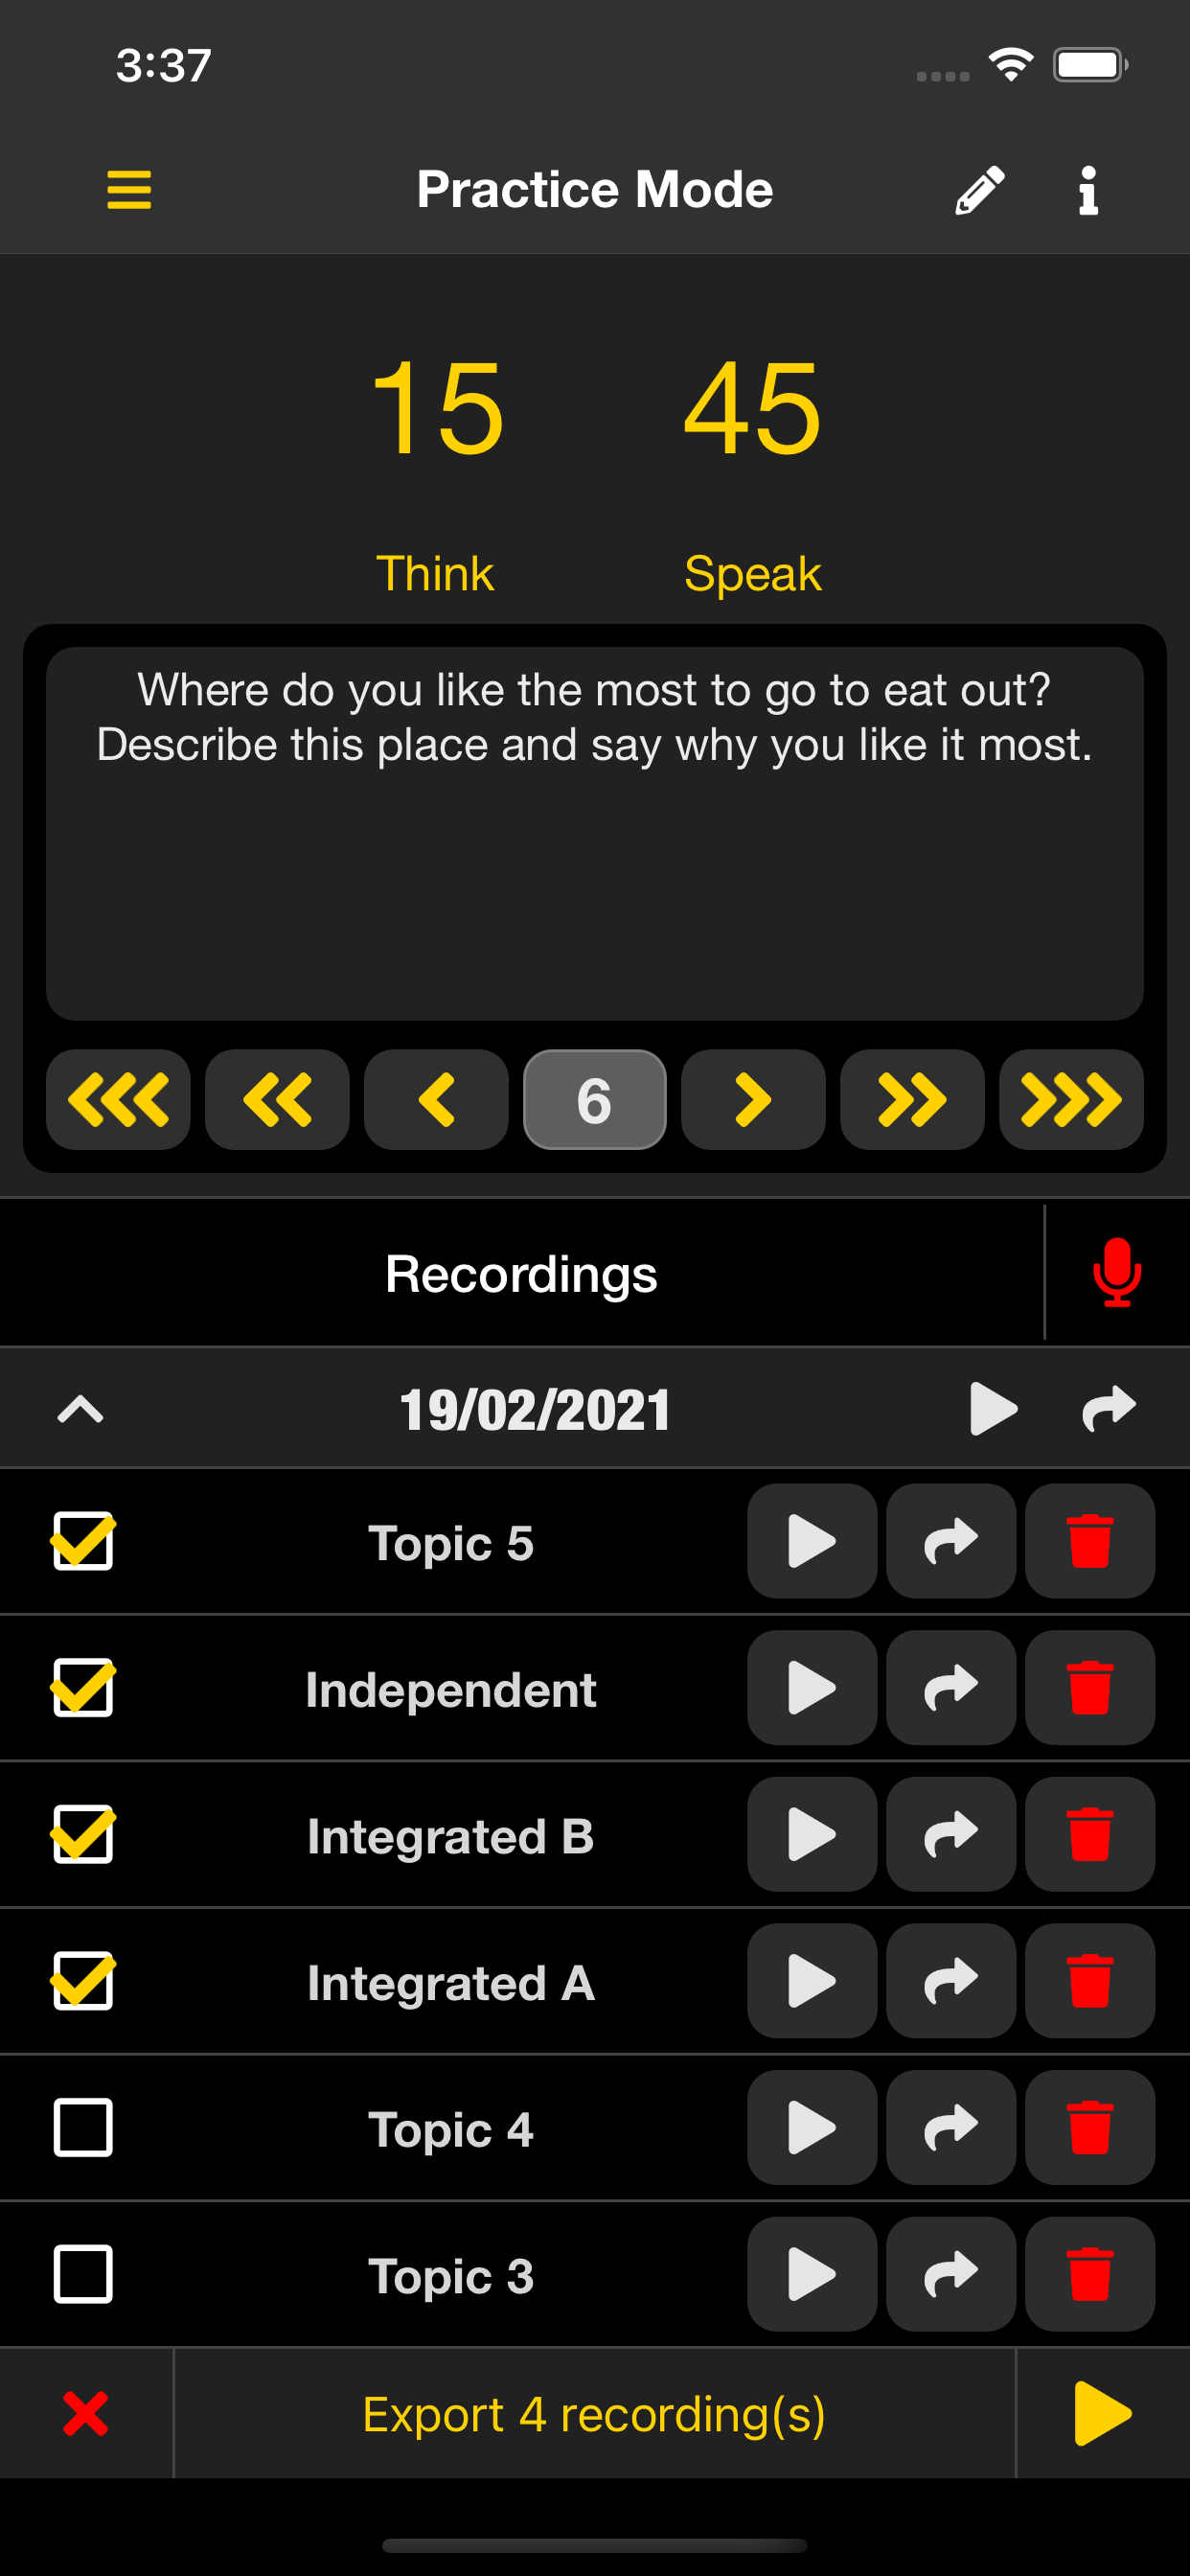 3:37
Practice Mode
15 45
Think Speak
Where do you like the most to go to eat out?
Describe this place and say why you like it most.
6
Recordings
19/02/2021
Topic 5
Independent
Integrated B
Integrated A
Topic 4
Topic 3
Export 4 recording(s)